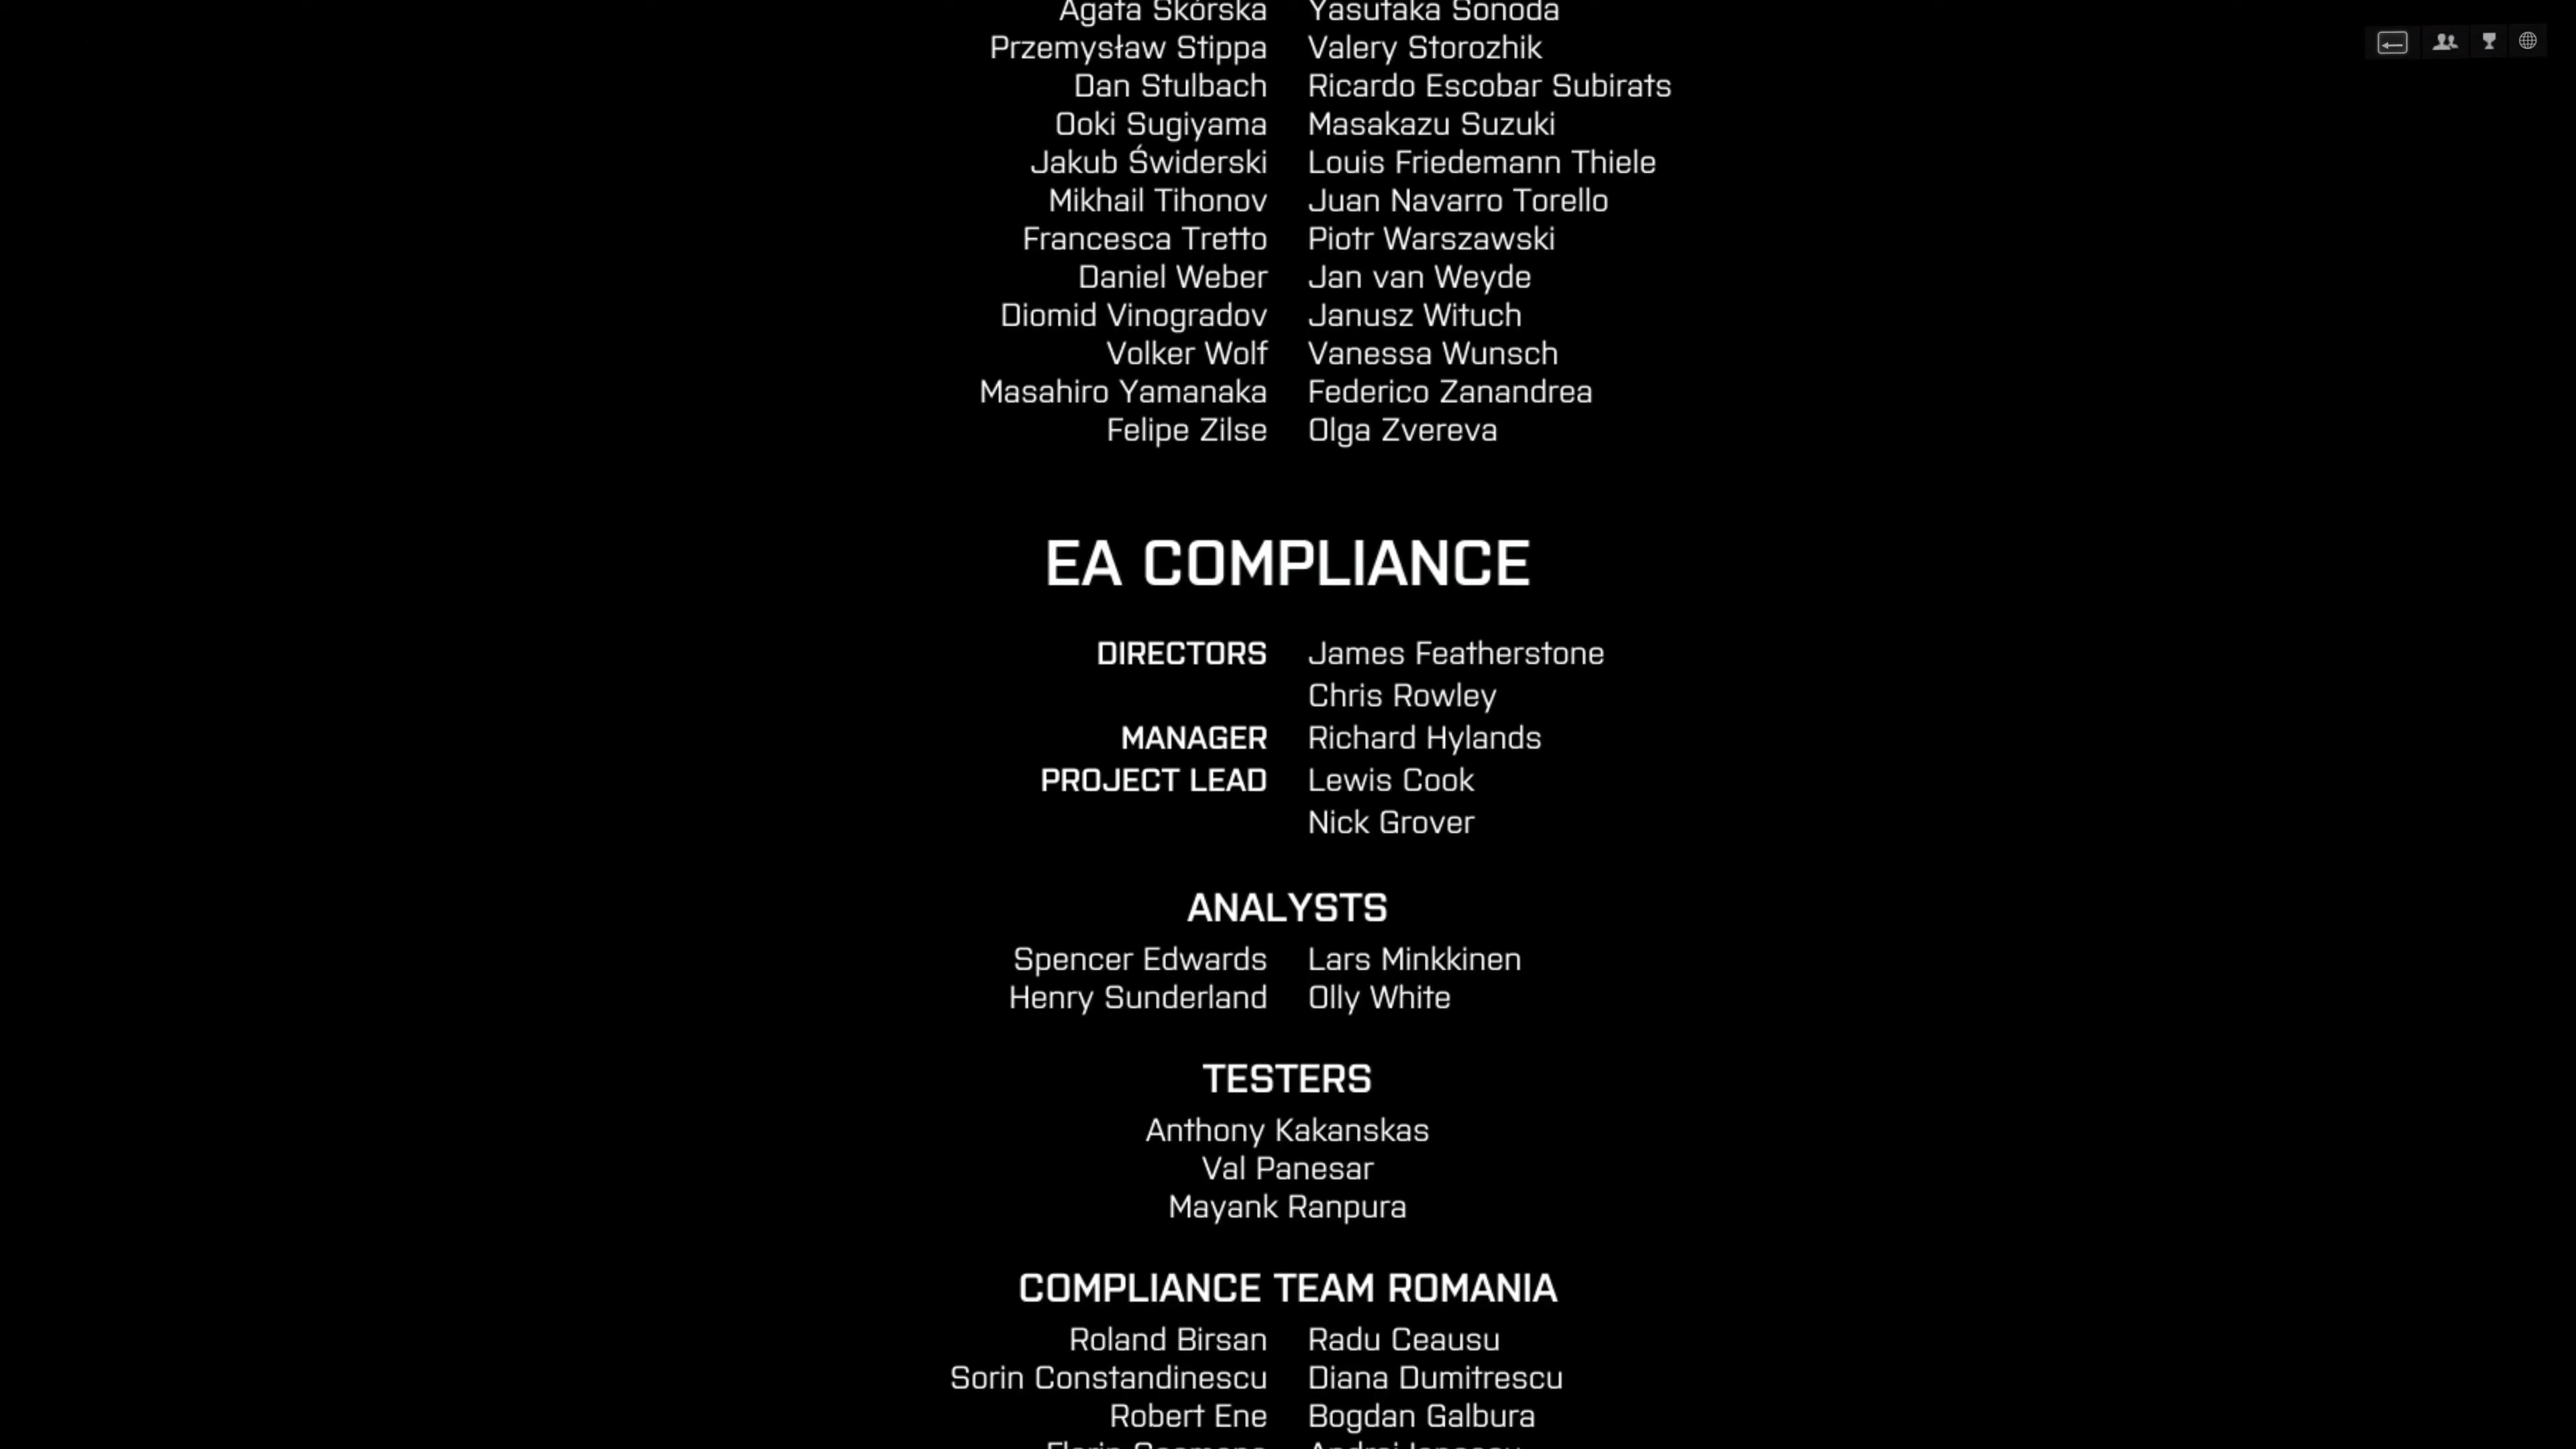 Agata Skórska Yasutaka Sonoda
Przemysław Stippa Valery Storozhik
Dan Stulbach Ricardo Escobar Subirats
Ooki Sugiyama Masakazu Suzuki
Jakub Świderski Louis Friedemann Thiele
Mikhail Tihonov Juan Navarro Torello
Francesca Tretto Piotr Warszawski
Daniel Weber Jan van Weyde
Diomid Vinogradov Janusz Wituch
Volker Wolf Vanessa Wunsch
Masahiro Yamanaka Federico Zanandrea
Felipe Zilse Olga Zvereva
EA COMPLIANCE
DIRECTORS James Featherstone
Chris Rowley
MANAGER Richard Hylands
PROJECT LEAD Lewis Cook
Nick Grover
ANALYSTS
Spencer Edwards Lars Minkkinen
Henry Sunderland Olly White
TESTERS
Anthony Kakanskas
Val Panesar
Mayank Ranpura
COMPLIANCE TEAM ROMANIA
Roland Birsan Radu Ceausu
Sorin Constandinescu Diana Dumitrescu
Robert Ene Bogdan Galbura